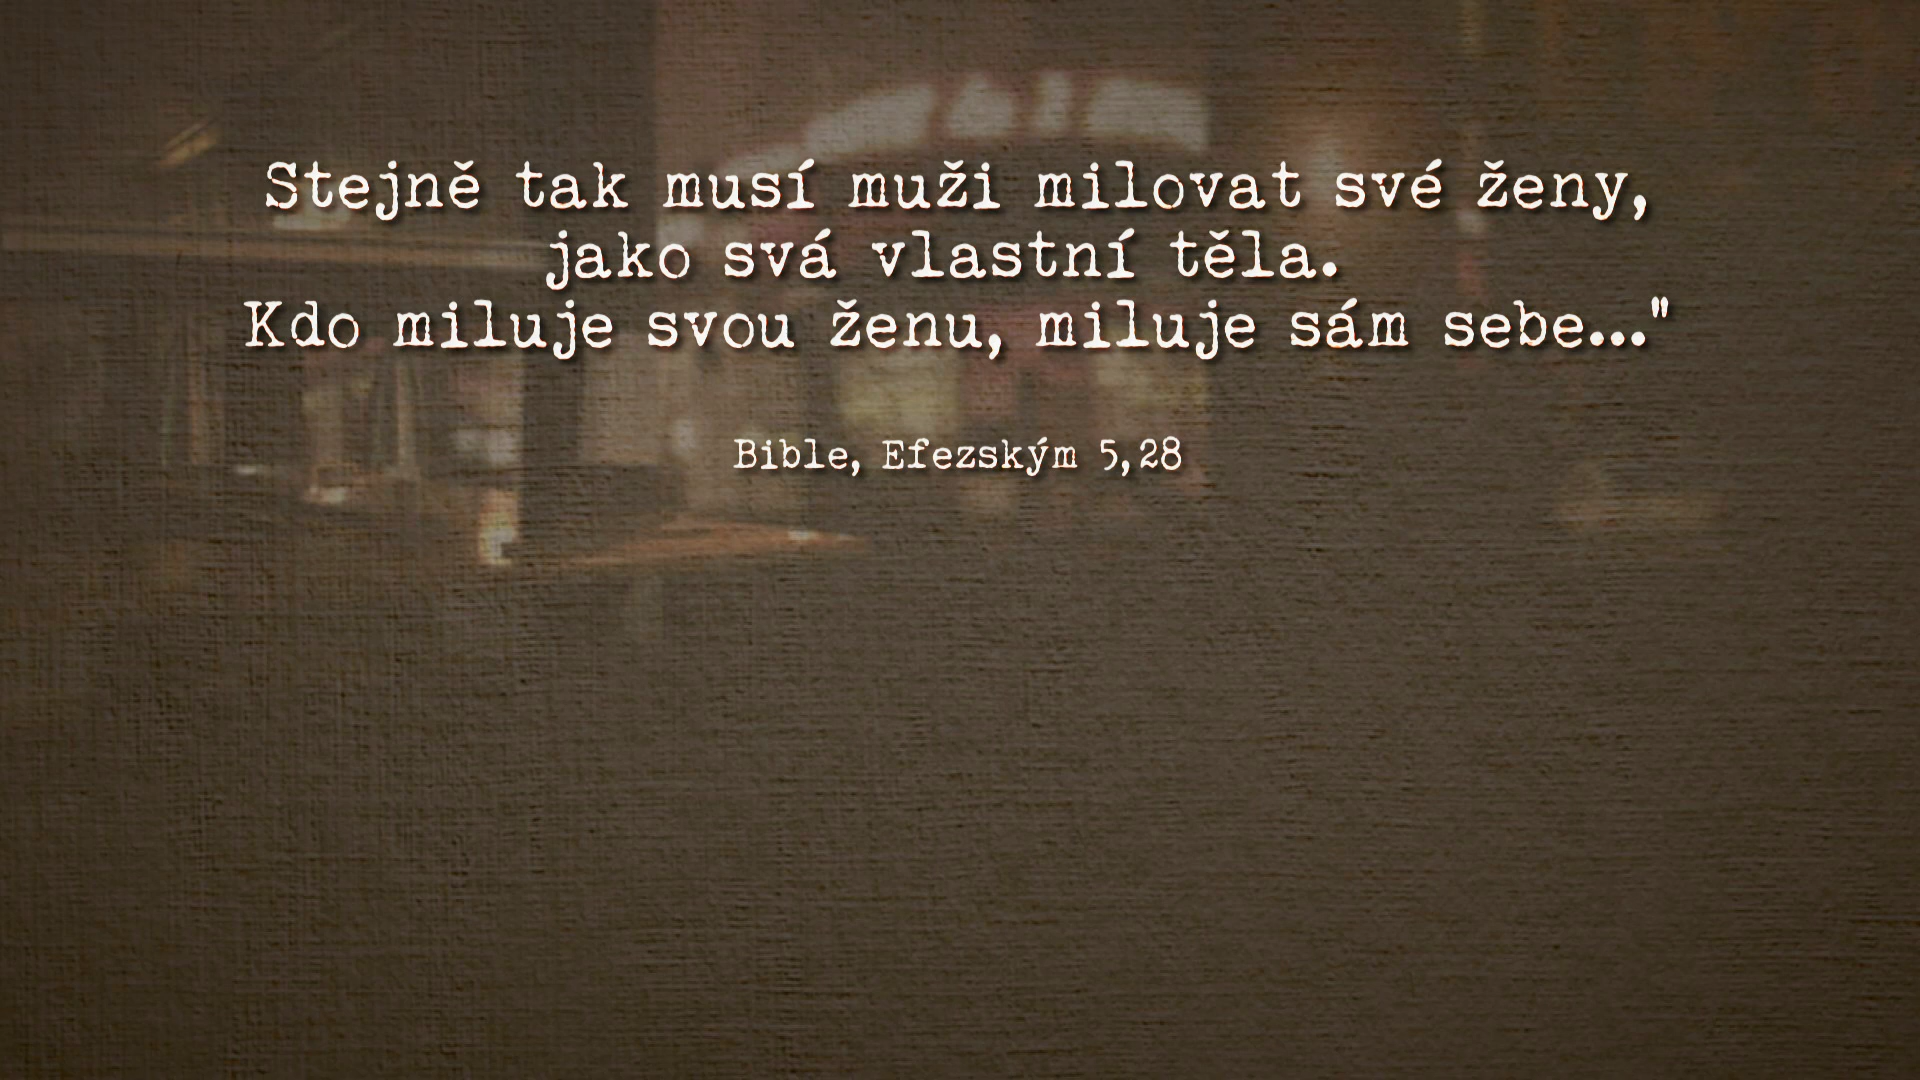 Stejně tak musí muži milovat své ženy,
jako svá vlastní těla.
Kdo miluje svou ženu, miluje sám sebe..."
Bible, Efezským 5,28